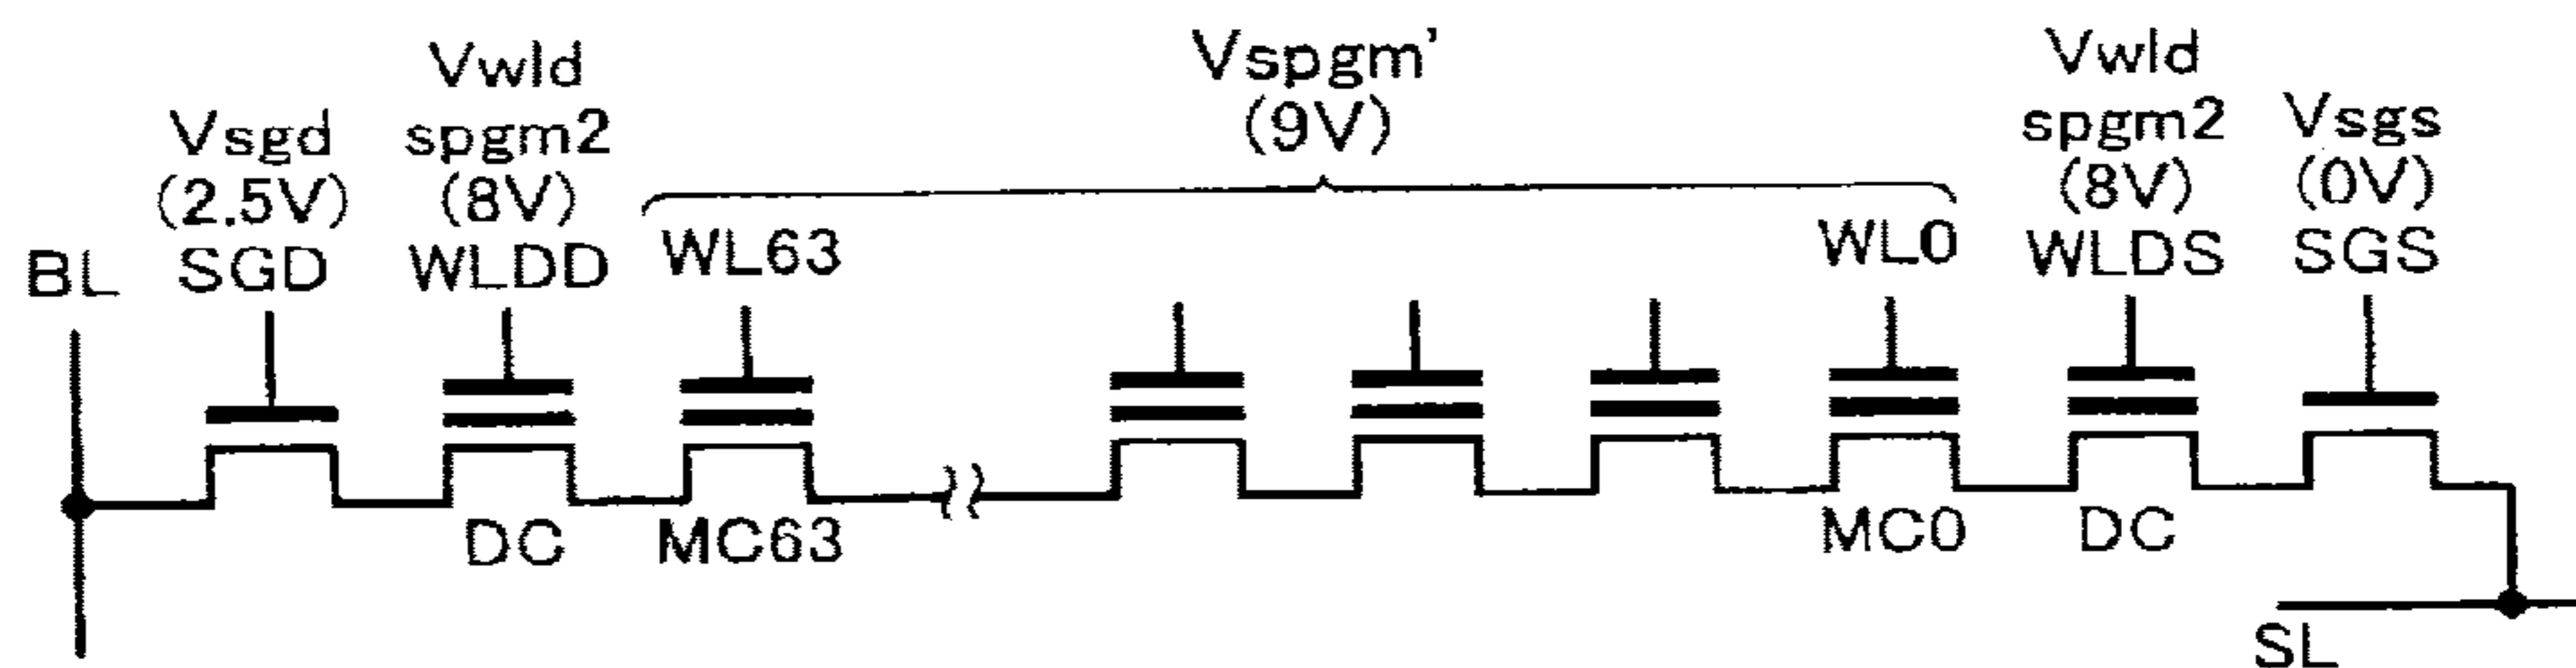 Vspgm'
(9V)
Vwld
spgm2
(8V)
WLDD
Vwld
spgm2
(8V)
WLDS
Vsgd
(2.5V)
SGD
Vsgs
(0V)
SGS
BL
WL63
WL0
DC
MC63
MC0
DC
SL